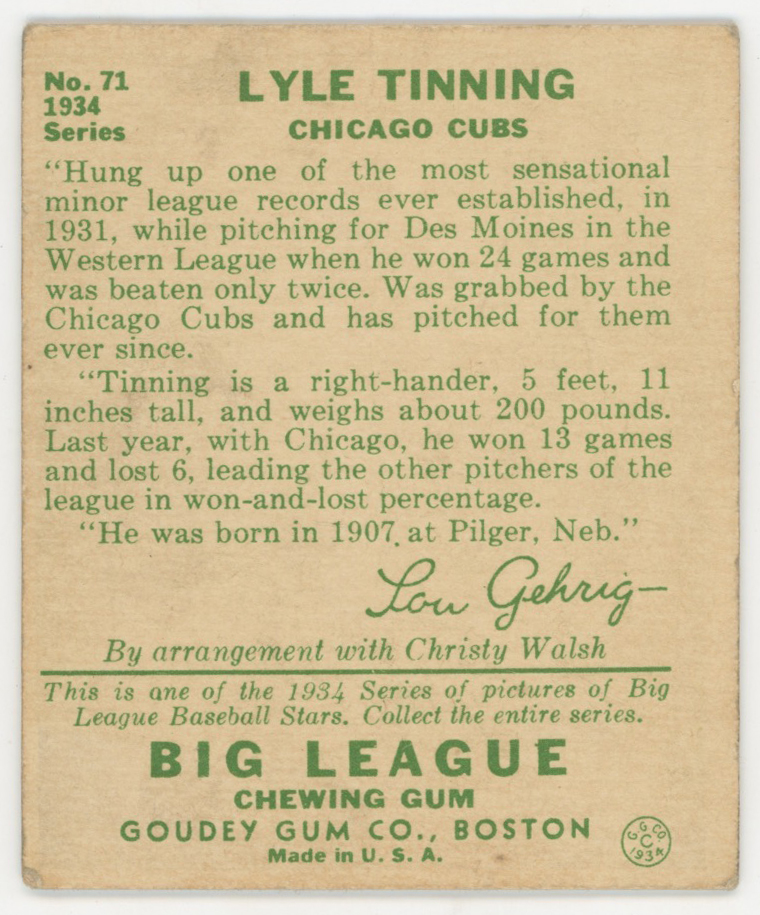 No. 71
1934
Series
LYLE TINNING
CHICAGO CUBS
“Hung up one of the most sensational
minor league records ever established, in
1931, while pitching for Des Moines in the
Western League when he won 24 games and
was beaten only twice. Was grabbed by the
Chicago Cubs and has pitched for them
ever since.
“Tinning is a right-hander, 5 feet, 11
inches tall, and weighs about 200 pounds.
Last year, with Chicago, he won 13 games
and lost 6, leading the other pitchers of the
league in won-and-lost percentage.
“He was born in 1907 at Pilger, Neb.”
Lou Gehrig—
By arrangement with Christy Walsh
This is one of the 1934 Series of pictures of Big
League Baseball Stars. Collect the entire series.
BIG LEAGUE
CHEWING GUM
GOUDEY GUM CO., BOSTON
Made in U. S. A.
G G CO.
C
1934